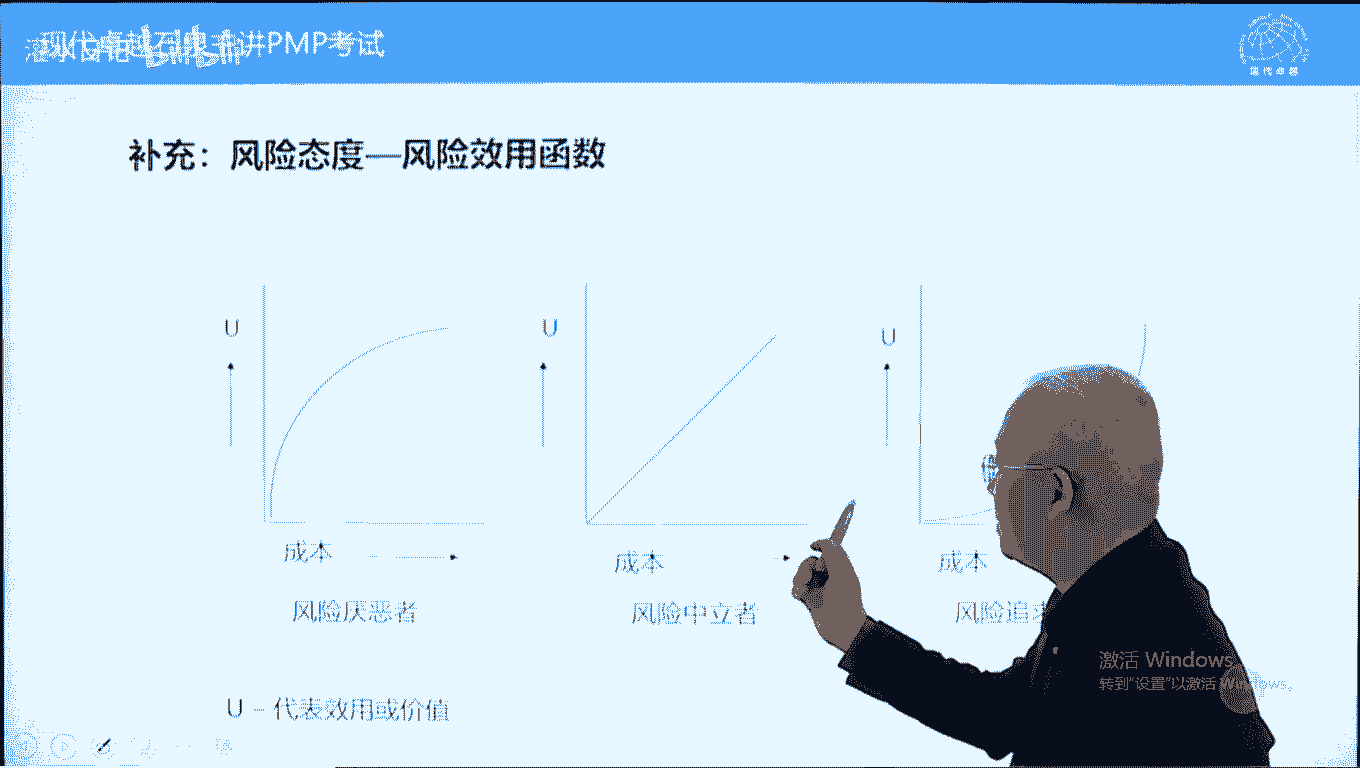 现代卓越石泉主讲PMP考试
现代卓越
补充：风险态度—风险效用函数
U
U
U
成本
成本
成本
风险厌恶者
风险中立者
风险追
激活 Windows
转到"设置"以激活 Windows。
U – 代表效用或价值